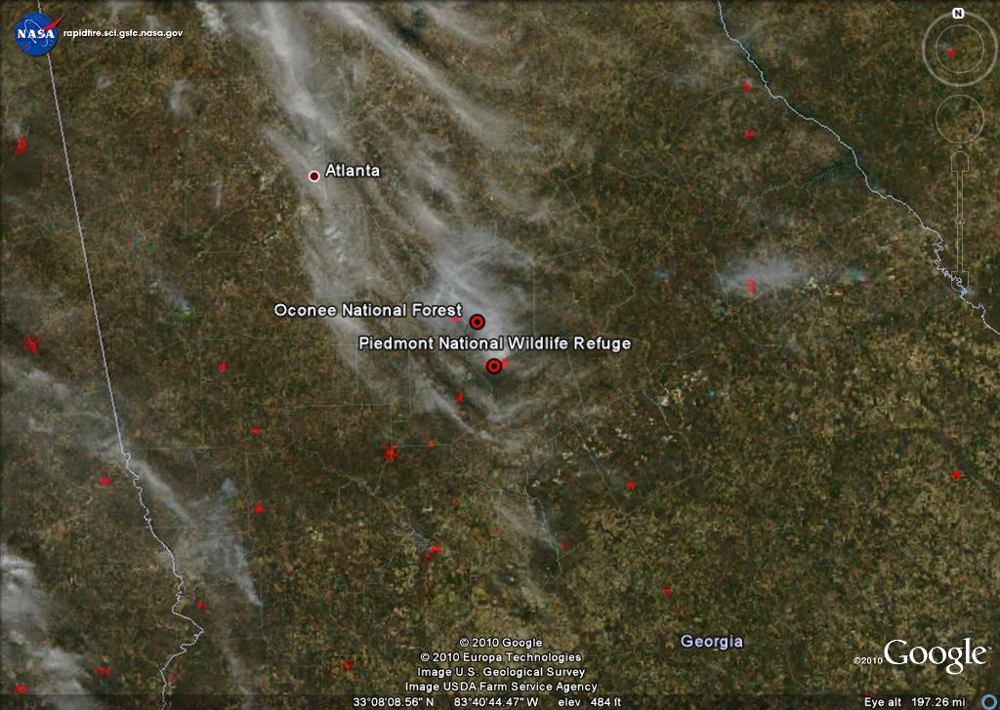 NASA rapidfire.sci.gsfc.nasa.gov
N
Atlanta
Oconee National Forest
Piedmont National Wildlife Refuge
Georgia
© 2010 Google
© 2010 Europa Technologies
Image U.S. Geological Survey
Image USDA Farm Service Agency
©2010 Google™
33°08'08.56" N 83°40'44.47" W elev 484 ft Eye alt 197.26 mi